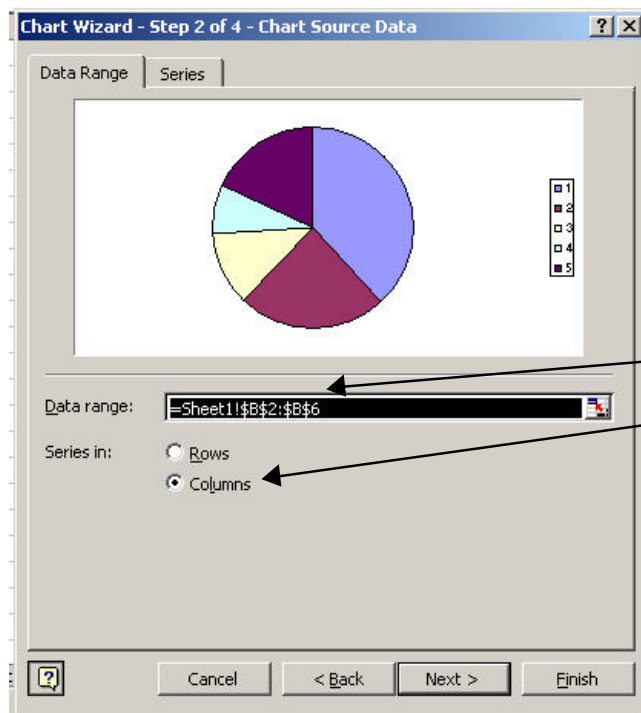 Chart Wizard - Step 2 of 4 - Chart Source Data
Data Range Series
1
2
3
4
5
Data range: =Sheet1!$B$2:$B$6
Series in: Rows
Columns
Cancel < Back Next > Finish